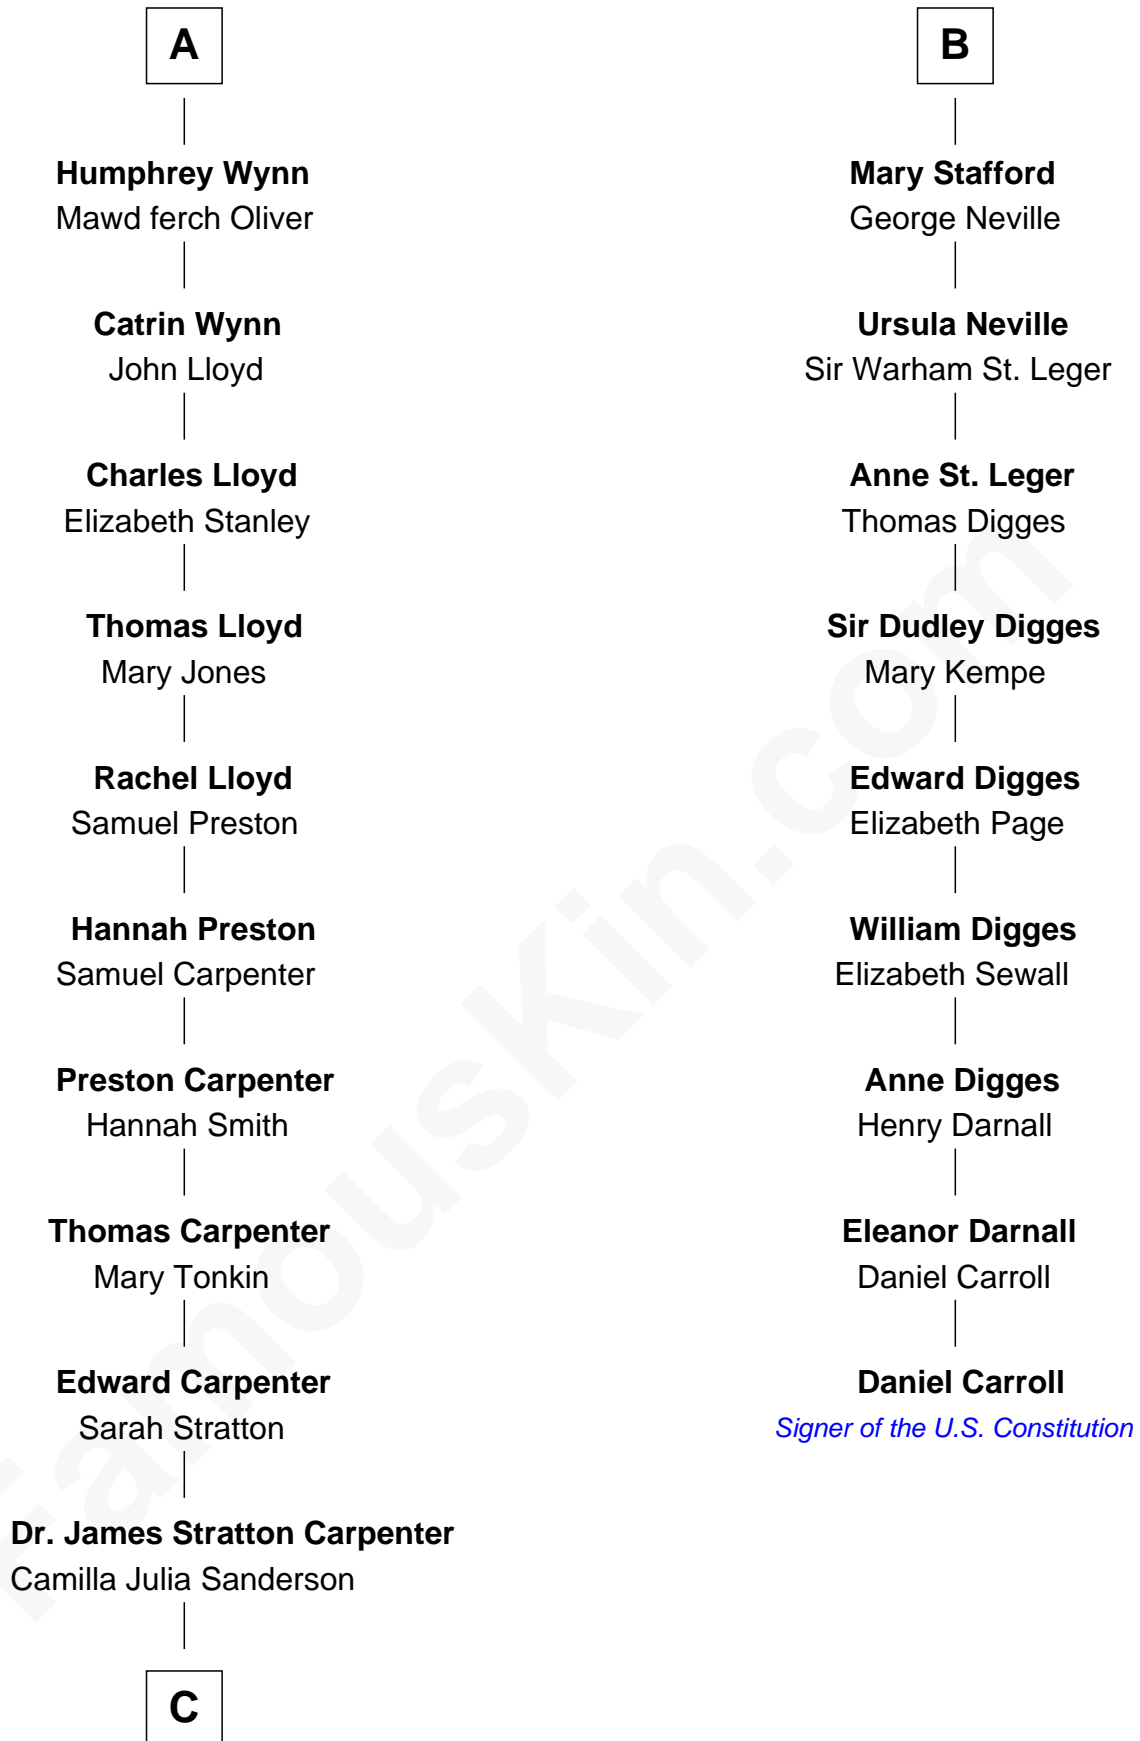 A
Humphrey Wynn
Mawd ferch Oliver
Catrin Wynn
John Lloyd
Charles Lloyd
Elizabeth Stanley
Thomas Lloyd
Mary Jones
Rachel Lloyd
Samuel Preston
Hannah Preston
Samuel Carpenter
Preston Carpenter
Hannah Smith
Thomas Carpenter
Mary Tonkin
Edward Carpenter
Sarah Stratton
Dr. James Stratton Carpenter
Camilla Julia Sanderson
C
B
Mary Stafford
George Neville
Ursula Neville
Sir Warham St. Leger
Anne St. Leger
Thomas Digges
Sir Dudley Digges
Mary Kempe
Edward Digges
Elizabeth Page
William Digges
Elizabeth Sewall
Anne Digges
Henry Darnall
Eleanor Darnall
Daniel Carroll
Daniel Carroll
Signer of the U.S. Constitution
FamousKin.com